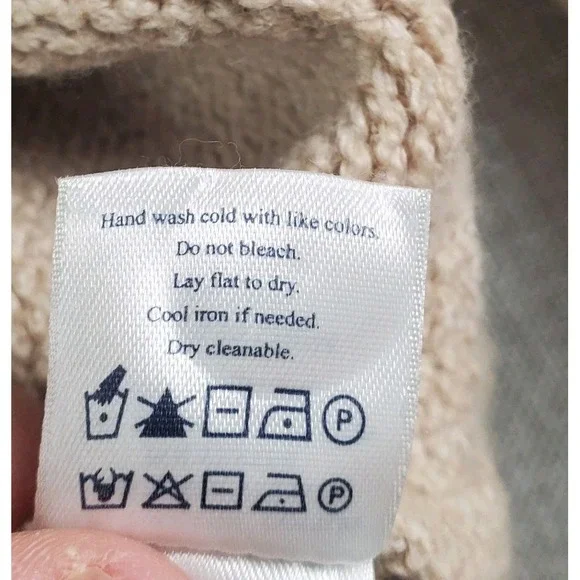 Hand wash cold with like colors.
Do not bleach.
Lay flat to dry.
Cool iron if needed.
Dry cleanable.
P
P